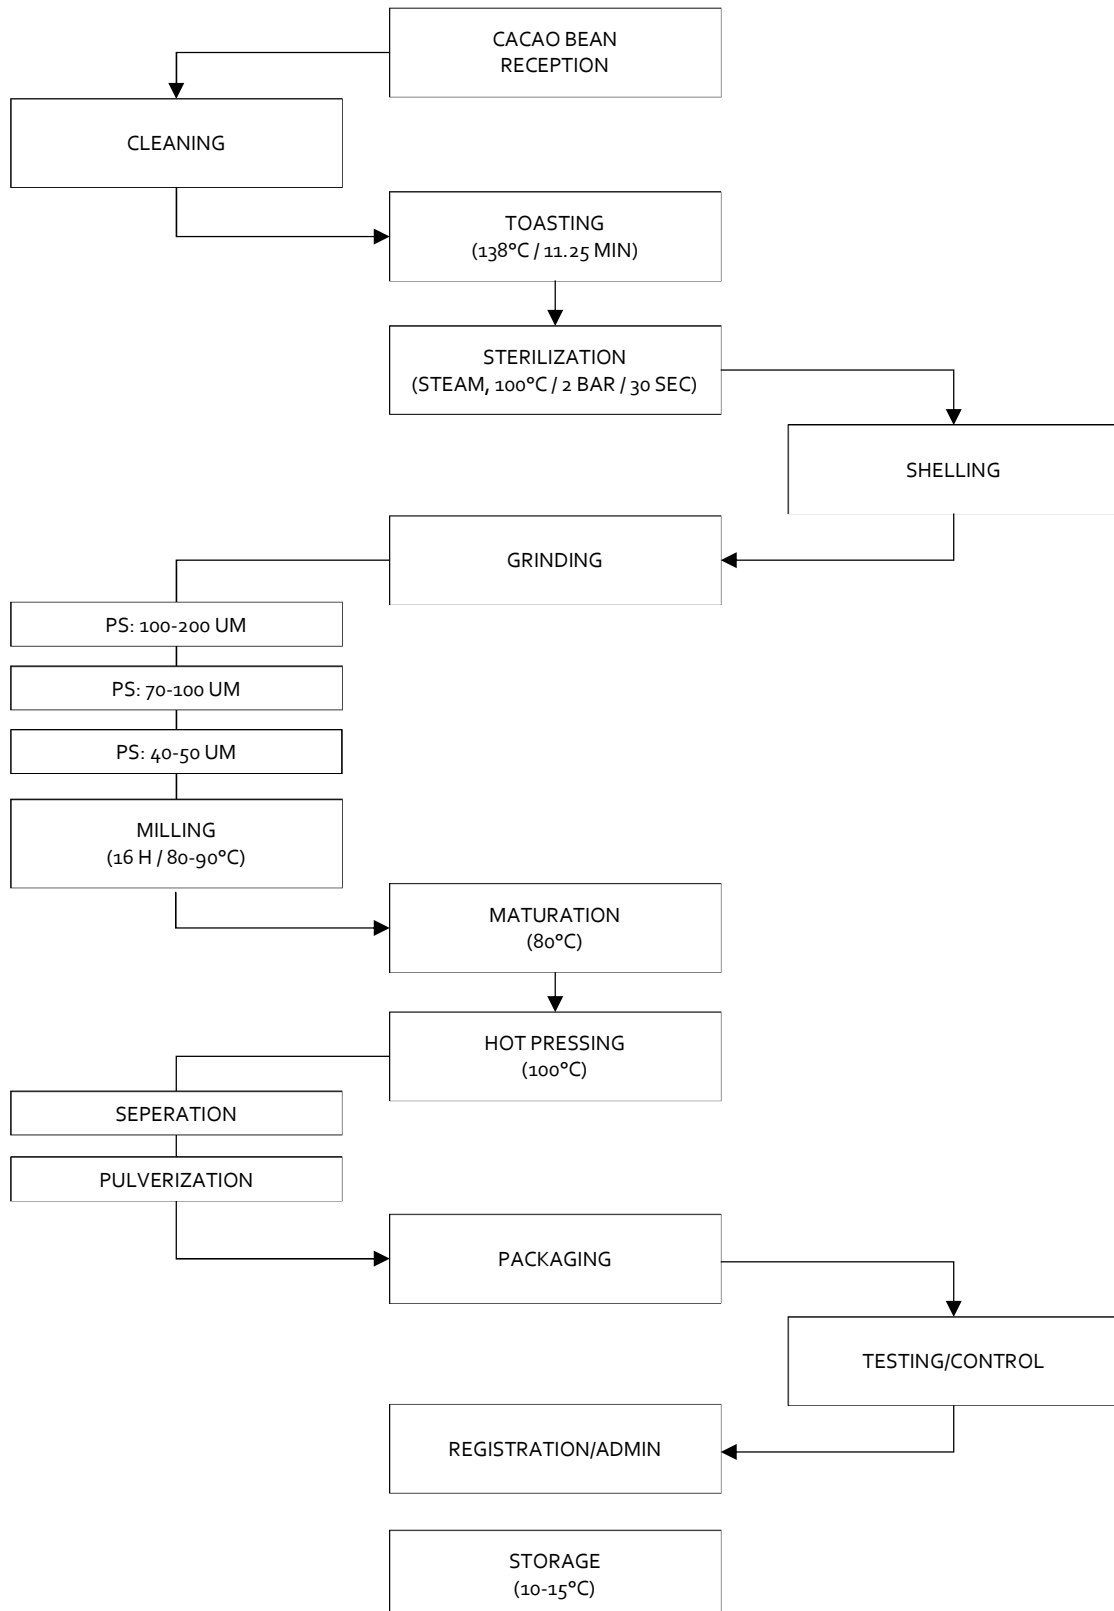 CACAO BEAN
RECEPTION
CLEANING
TOASTING
(138°C / 11.25 MIN)
STERILIZATION
(STEAM, 100°C / 2 BAR / 30 SEC)
SHELLING
GRINDING
PS: 100-200 UM
PS: 70-100 UM
PS: 40-50 UM
MILLING
(16 H / 80-90°C)
MATURATION
(80°C)
HOT PRESSING
(100°C)
SEPERATION
PULVERIZATION
PACKAGING
TESTING/CONTROL
REGISTRATION/ADMIN
STORAGE
(10-15°C)